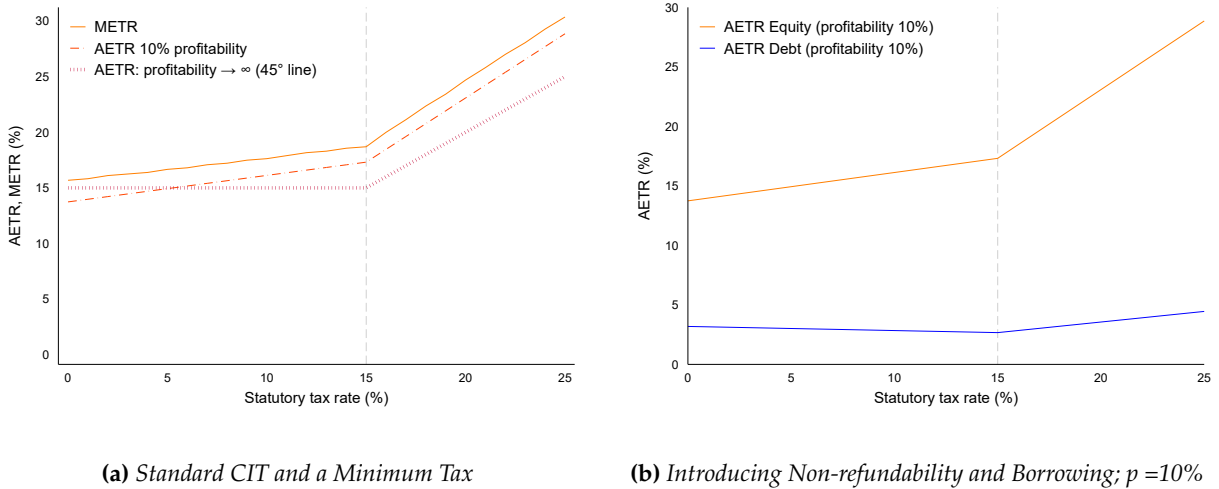 METR
AETR 10% profitability
AETR: profitability → ∞ (45° line)
AETR, METR (%)
30
25
20
15
10
5
0
0 5 10 15 20 25
Statutory tax rate (%)
(a) Standard CIT and a Minimum Tax
AETR Equity (profitability 10%)
AETR Debt (profitability 10%)
AETR (%)
30
25
20
15
10
5
0
0 5 10 15 20 25
Statutory tax rate (%)
(b) Introducing Non-refundability and Borrowing; p =10%